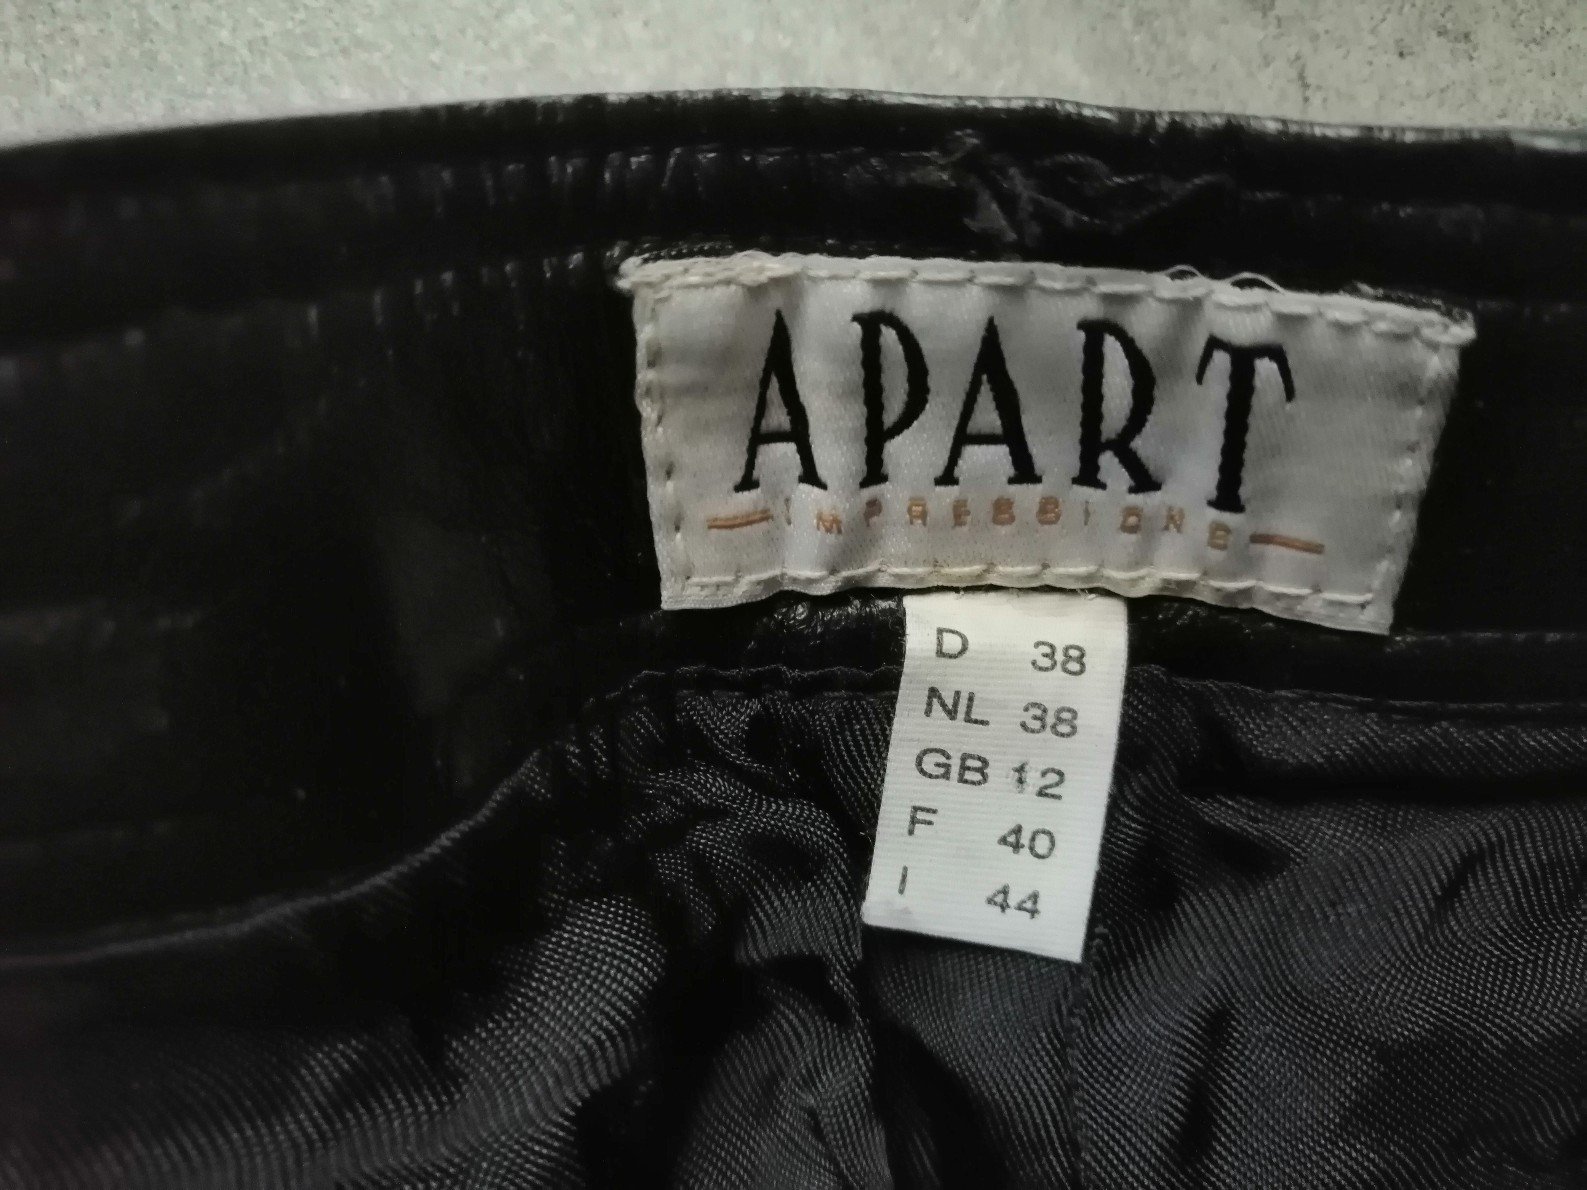 APART
IMPRESSIONS
D 38
NL 38
GB 12
F 40
I 44